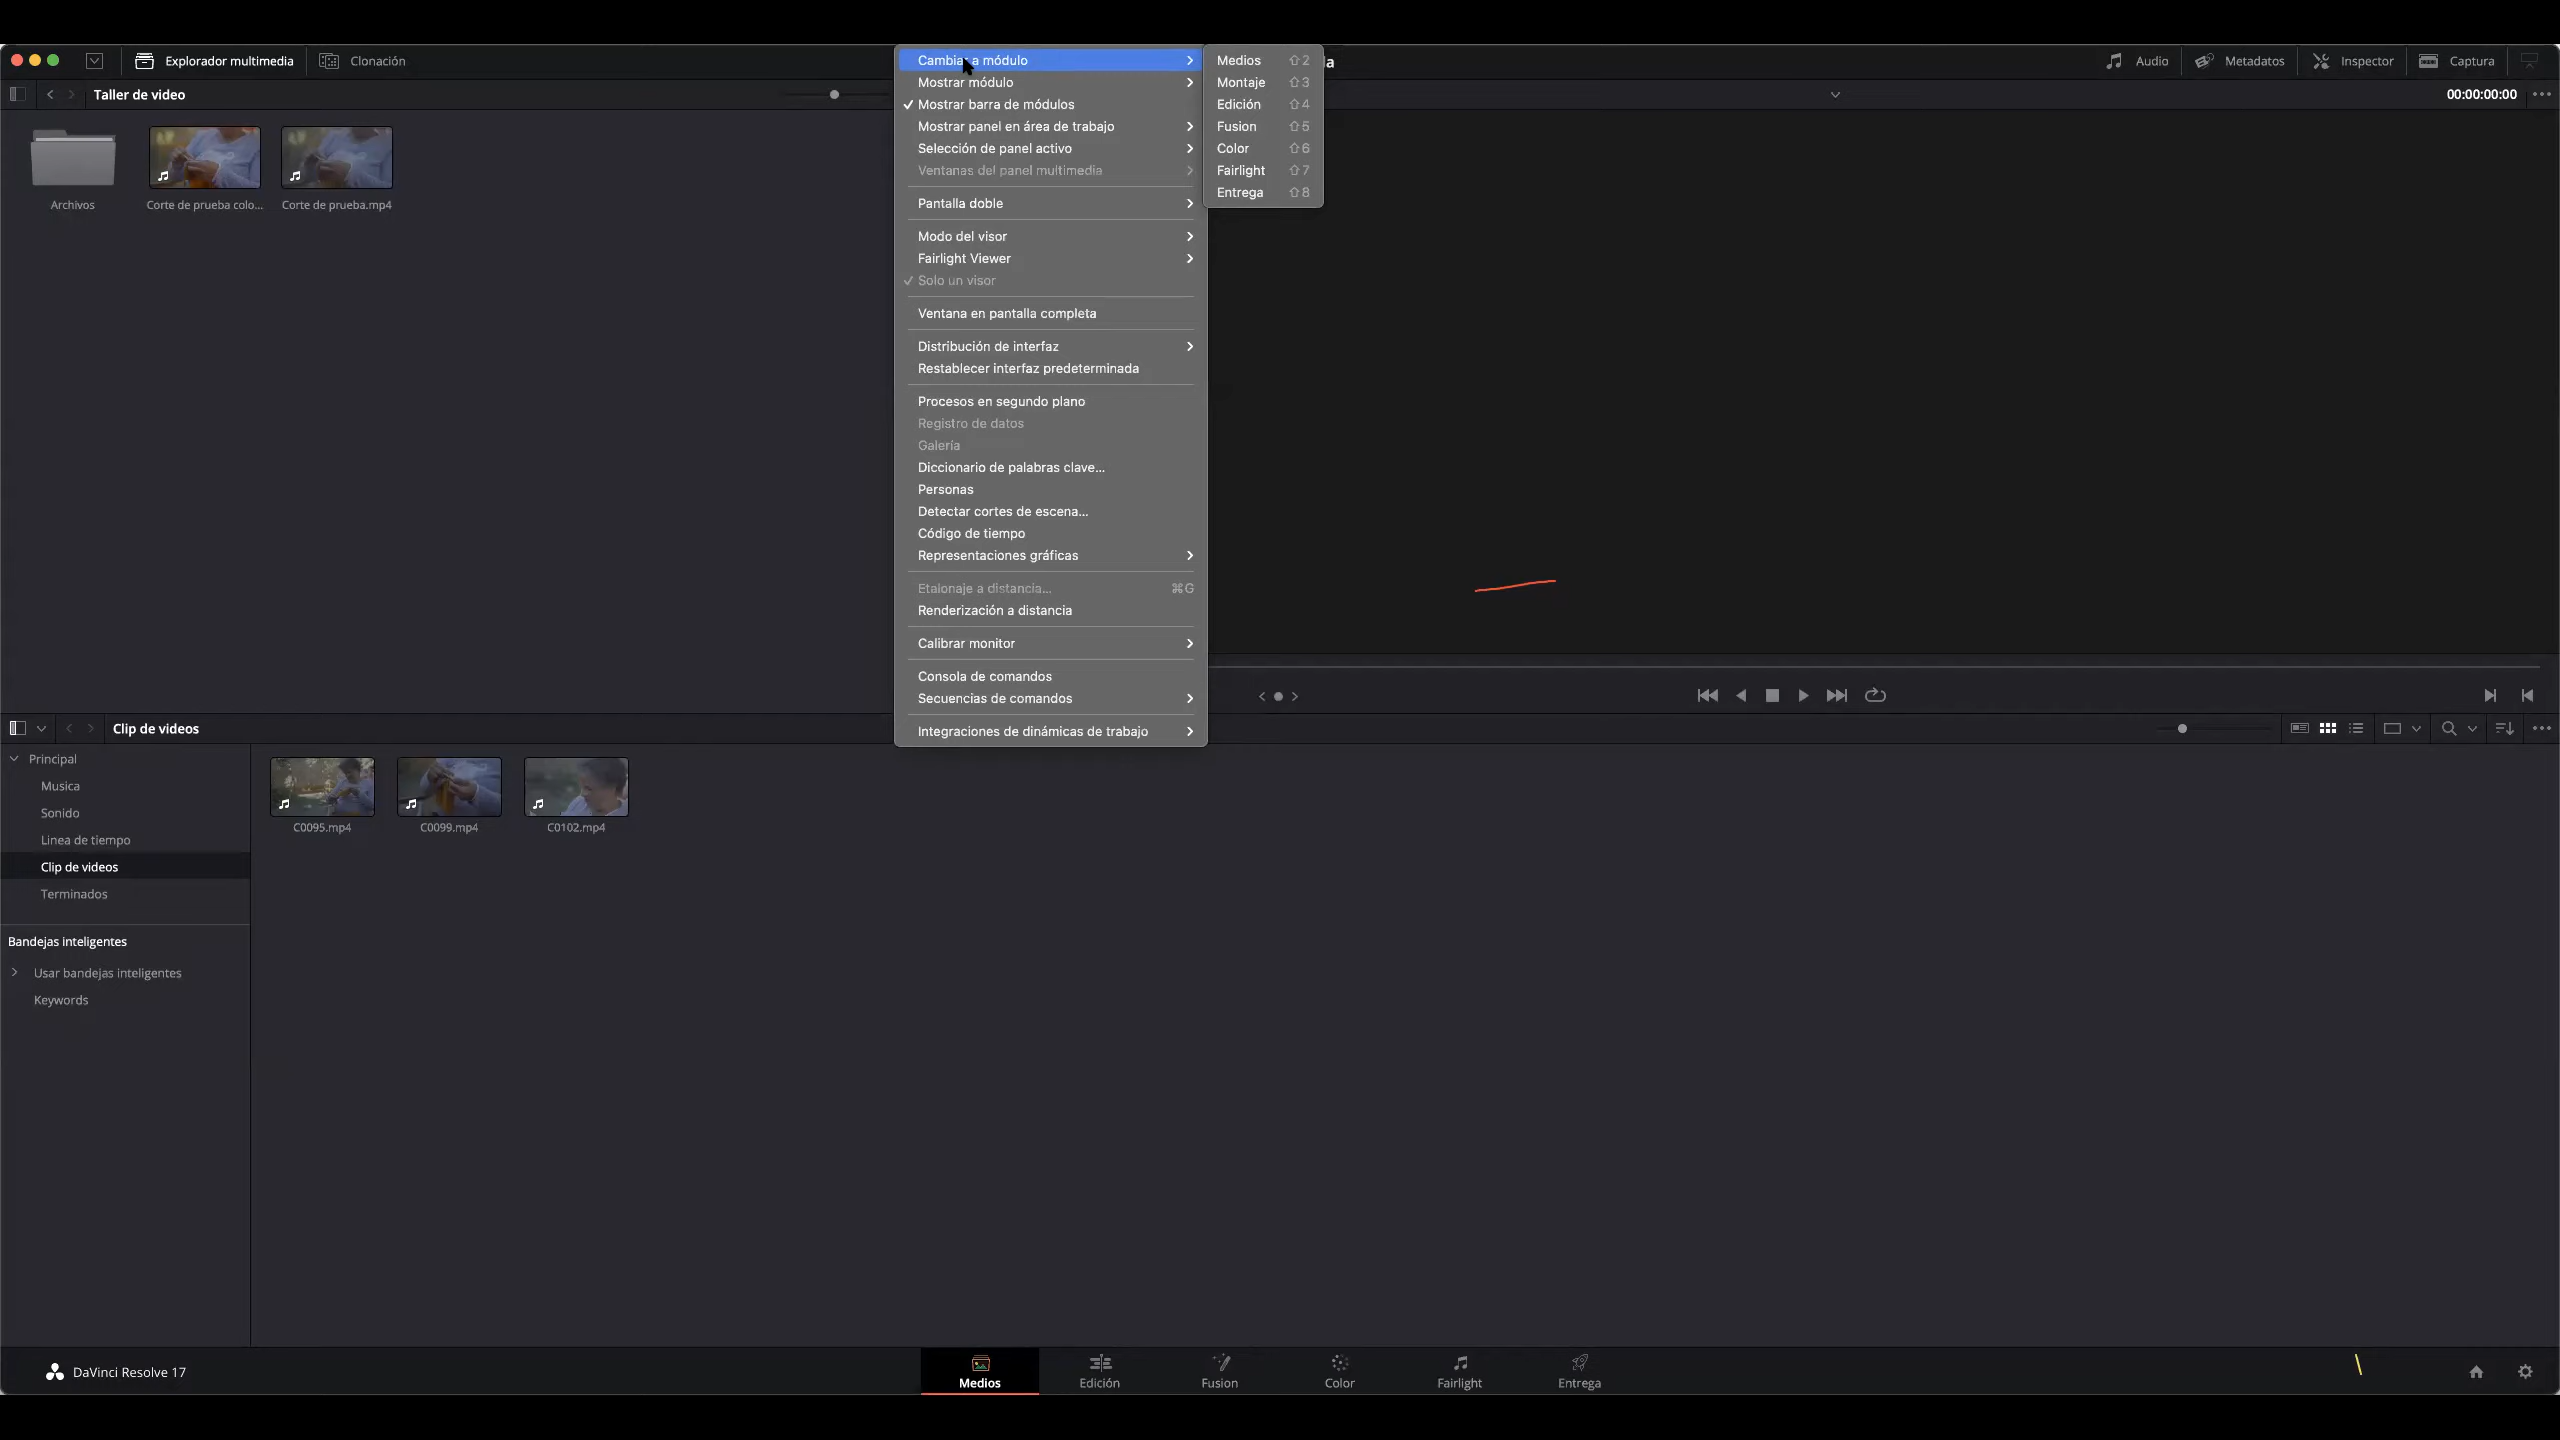 Explorador multimedia
Clonación
Audio
Metadatos
Inspector
Captura
Taller de video
00:00:00:00
Archivos
Corte de prueba colo...
Corte de prueba.mp4
Cambiar a módulo
Mostrar módulo
Mostrar barra de módulos
Mostrar panel en área de trabajo
Selección de panel activo
Ventanas del panel multimedia
Pantalla doble
Modo del visor
Fairlight Viewer
Solo un visor
Ventana en pantalla completa
Distribución de interfaz
Restablecer interfaz predeterminada
Procesos en segundo plano
Registro de datos
Galería
Diccionario de palabras clave...
Personas
Detectar cortes de escena...
Código de tiempo
Representaciones gráficas
Etalonaje a distancia... ⌘G
Renderización a distancia
Calibrar monitor
Consola de comandos
Secuencias de comandos
Integraciones de dinámicas de trabajo
Medios ⇧2
Montaje ⇧3
Edición ⇧4
Fusion ⇧5
Color ⇧6
Fairlight ⇧7
Entrega ⇧8
Clip de videos
Principal
Musica
Sonido
Linea de tiempo
Clip de videos
Terminados
Bandejas inteligentes
Usar bandejas inteligentes
Keywords
C0095.mp4
C0099.mp4
C0102.mp4
DaVinci Resolve 17
Medios
Edición
Fusion
Color
Fairlight
Entrega